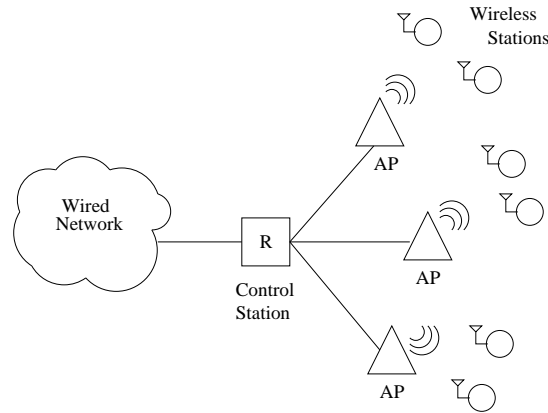 Wireless
Stations
AP
Wired
Network
R
AP
Control
Station
AP